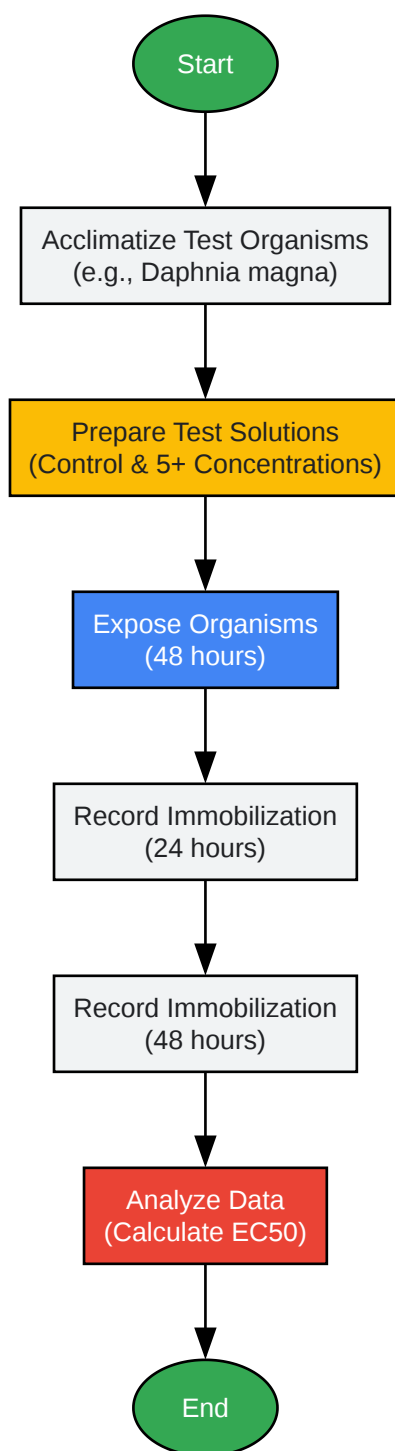 Start
Acclimatize Test Organisms
(e.g., Daphnia magna)
Prepare Test Solutions
(Control & 5+ Concentrations)
Expose Organisms
(48 hours)
Record Immobilization
(24 hours)
Record Immobilization
(48 hours)
Analyze Data
(Calculate EC50)
End